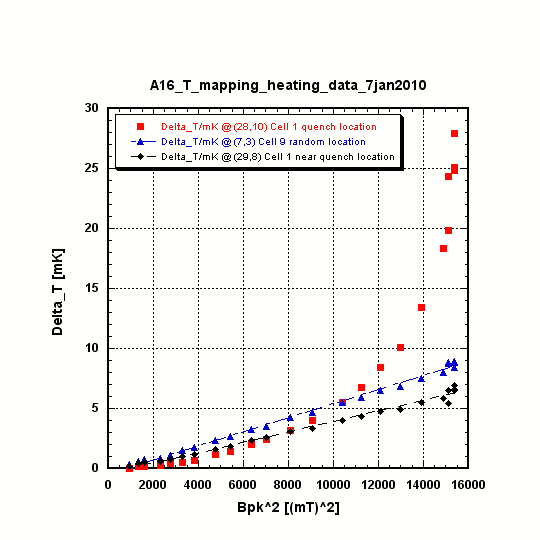 A16_T_mapping_heating_data_7jan2010
Delta_T/mK @(28,10) Cell 1 quench location
Delta_T/mK @(7,3) Cell 9 random location
Delta_T/mK @(29,8) Cell 1 near quench location
Delta_T [mK]
30
25
20
15
10
5
0
0 2000 4000 6000 8000 10000 12000 14000 16000
Bpk^2 [(mT)^2]